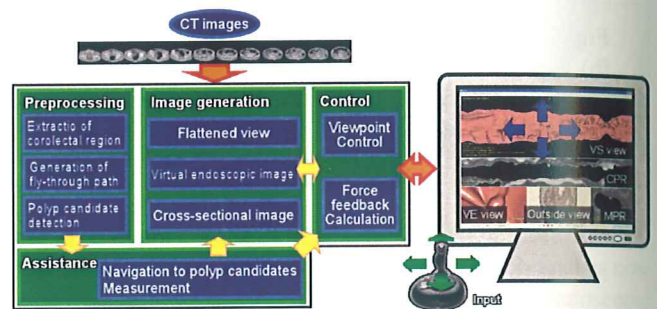 CT images
Preprocessing
Extractio of
corolectal region
Generation of
fly-through path
Polyp candidate
detection
Image generation
Flattened view
Virtual endoscopic image
Cross-sectional image
Control
Viewpoint
Control
Force
feedback
Calculation
Assistance
Navigation to polyp candidates
Measurement
VS view
CPR
VE view
Outside view
MPR
Input